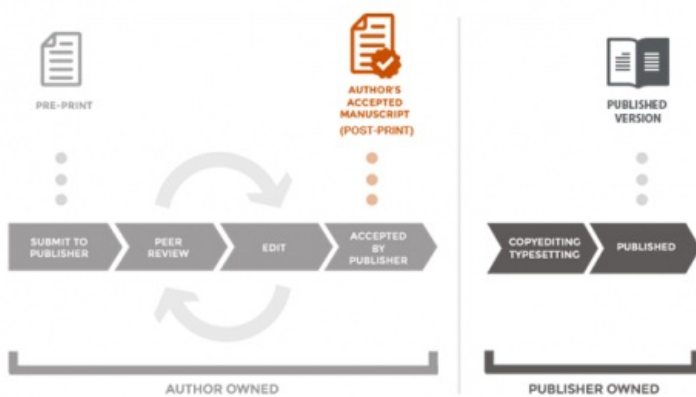 PRE-PRINT
AUTHOR'S
ACCEPTED
MANUSCRIPT
(POST-PRINT)
PUBLISHED
VERSION
SUBMIT TO
PUBLISHER
PEER
REVIEW
EDIT
ACCEPTED
BY
PUBLISHER
COPYEDITING
TYPESETTING
PUBLISHED
AUTHOR OWNED
PUBLISHER OWNED